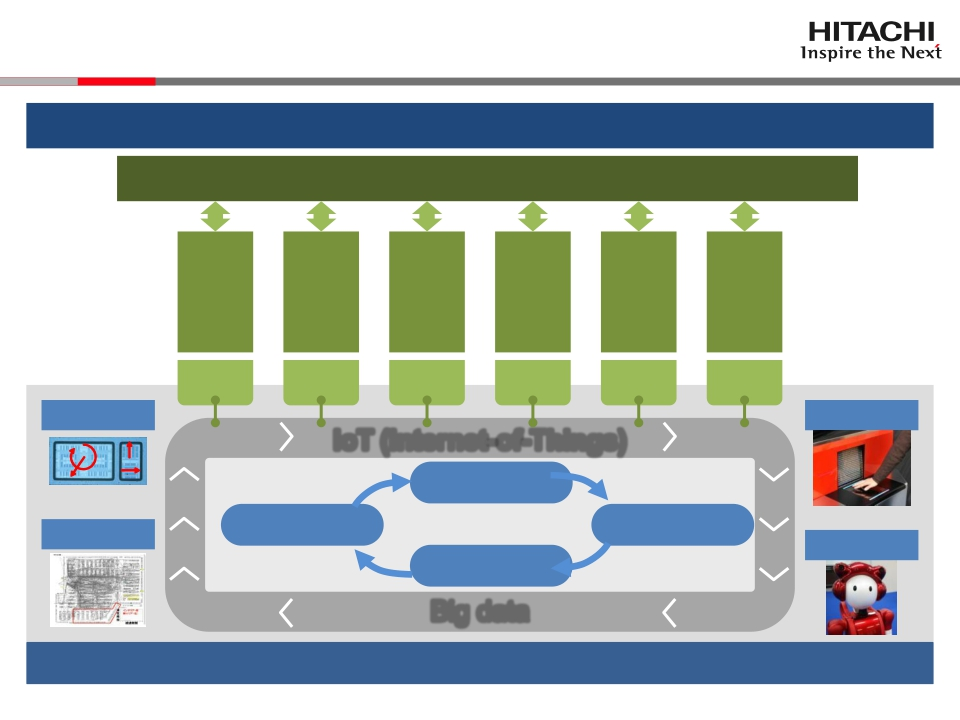 HITACHI
Inspire the Next
IoT (Internet-of-Things)
Big data